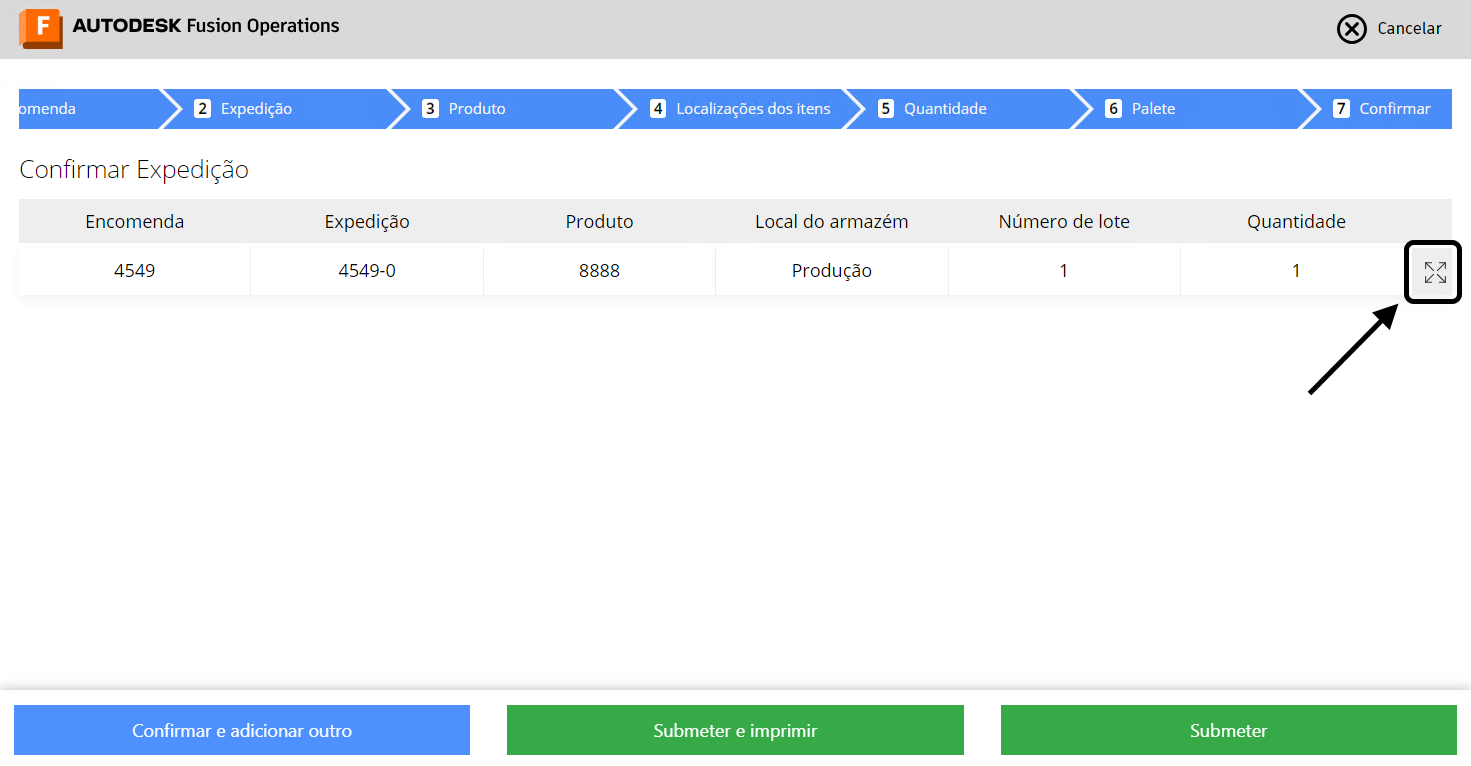 F AUTODESK Fusion Operations
Cancelar
omenda 2 Expedição 3 Produto 4 Localizações dos itens 5 Quantidade 6 Palete 7 Confirmar
Confirmar Expedição
Encomenda Expedição Produto Local do armazém Número de lote Quantidade
4549 4549-0 8888 Produção 1 1
Confirmar e adicionar outro Submeter e imprimir Submeter